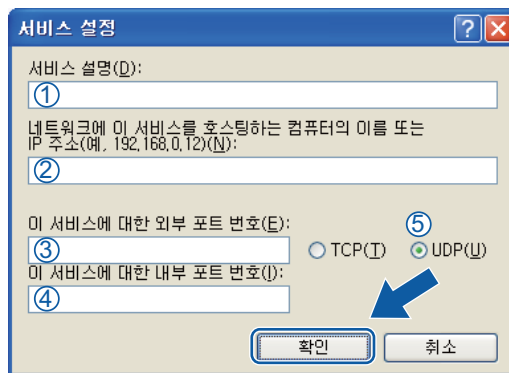 서비스 설정
서비스 설명(D):
①
네트워크에 이 서비스를 호스팅하는 컴퓨터의 이름 또는
IP 주소(예, 192,168,0,12)(N):
②
이 서비스에 대한 외부 포트 번호(E):
⑤
③
TCP(T) UDP(U)
이 서비스에 대한 내부 포트 번호(I):
④
확인 취소